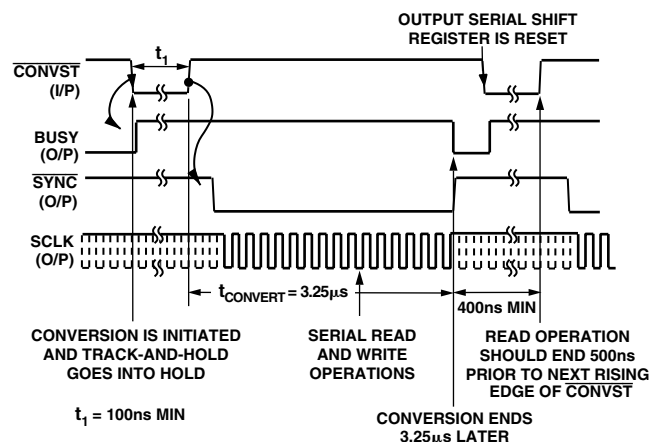 OUTPUT SERIAL SHIFT
REGISTER IS RESET
t1
CONVST
(I/P)
BUSY
(O/P)
SYNC
(O/P)
SCLK
(O/P)
tCONVERT = 3.25μs
400ns MIN
CONVERSION IS INITIATED
AND TRACK-AND-HOLD
GOES INTO HOLD
SERIAL READ
AND WRITE
OPERATIONS
READ OPERATION
SHOULD END 500ns
PRIOR TO NEXT RISING
EDGE OF CONVST
t1 = 100ns MIN
CONVERSION ENDS
3.25μs LATER